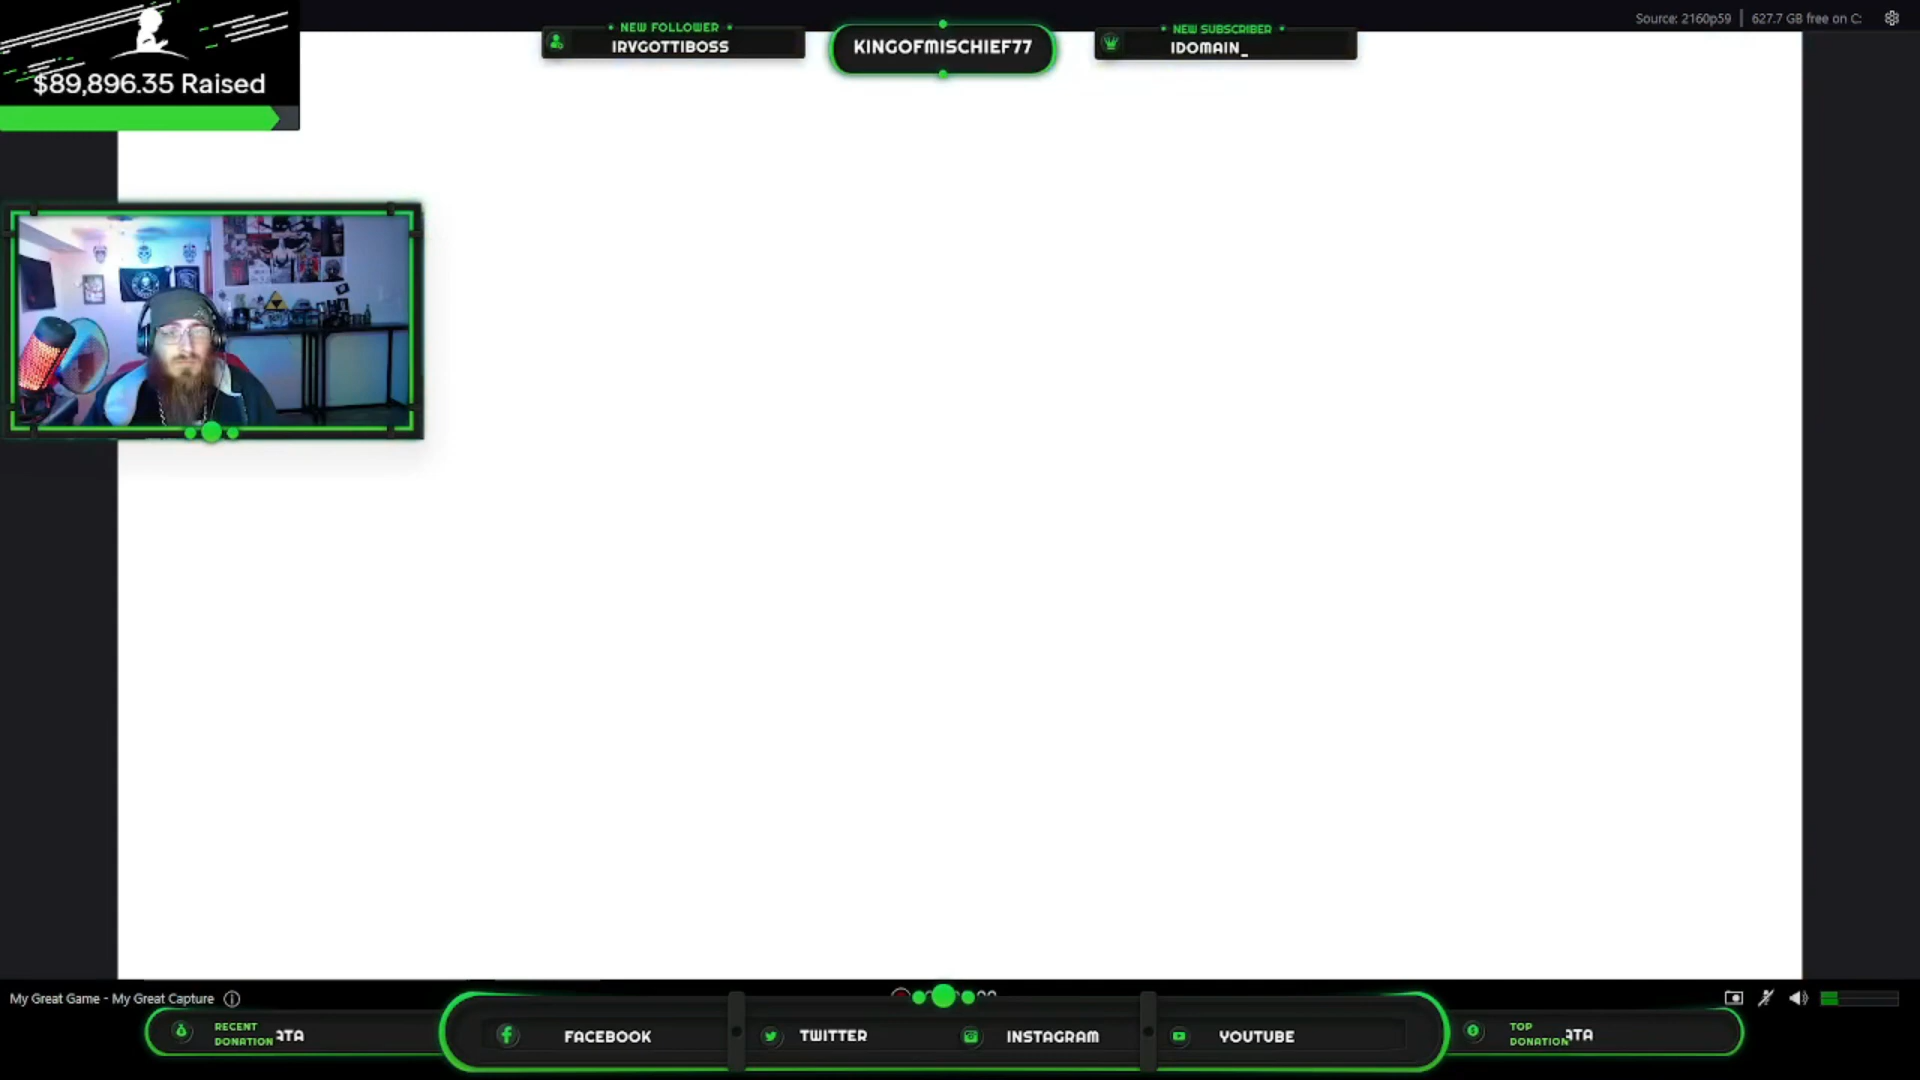 Source: 2160p59 | 627.7 GB free on C:
NEW FOLLOWER
IRVGOTTIBOSS
KINGOFMISCHIEF77
NEW SUBSCRIBER
IDOMAIN_
$89,896.35 Raised
My Great Game - My Great Capture
RECENT
DONATION
FACEBOOK
TWITTER
INSTAGRAM
YOUTUBE
TOP
DONATION